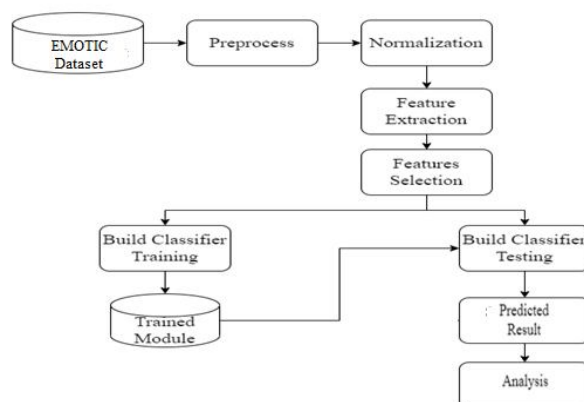 EMOTIC
Dataset
Preprocess
Normalization
Feature
Extraction
Features
Selection
Build Classifier
Training
Build Classifier
Testing
Trained
Module
Predicted
Result
Analysis